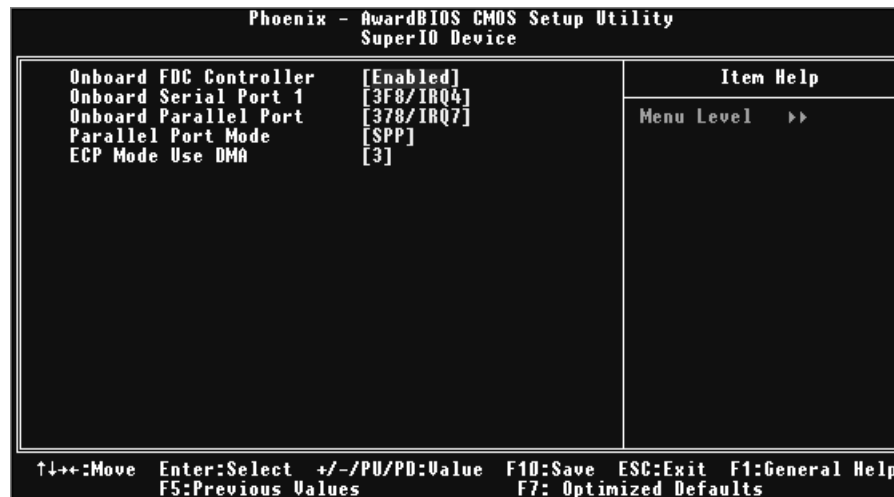 Phoenix - AwardBIOS CMOS Setup Utility
SuperIO Device
Onboard FDC Controller [Enabled]
Onboard Serial Port 1 [3F8/IRQ4]
Onboard Parallel Port [378/IRQ7]
Parallel Port Mode [SPP]
ECP Mode Use DMA [3]
Item Help
Menu Level ▸▸
↑↓→←:Move Enter:Select +/-/PU/PD:Value F10:Save ESC:Exit F1:General Help
F5:Previous Values F7: Optimized Defaults